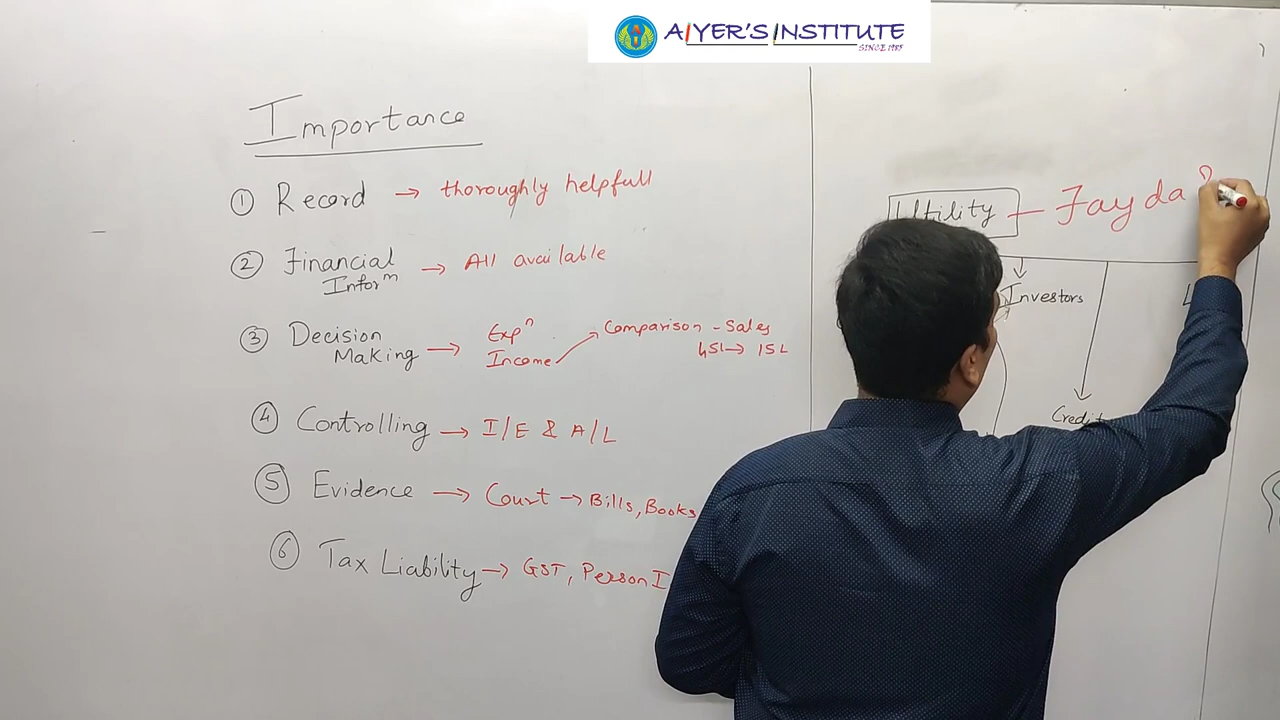 AIYER'S INSTITUTE
SINCE 1985
Importance
① Record → thoroughly helpfull
② Financial Inforᵐ → All available
③ Decision Making → Expⁿ
Income
Comparison - Sales
45L → 15L
④ Controlling → I/E & A/L
⑤ Evidence → Court → Bills, Books
⑥ Tax Liability → GST, Person I
Utility — Fayda?
Investors
Credit